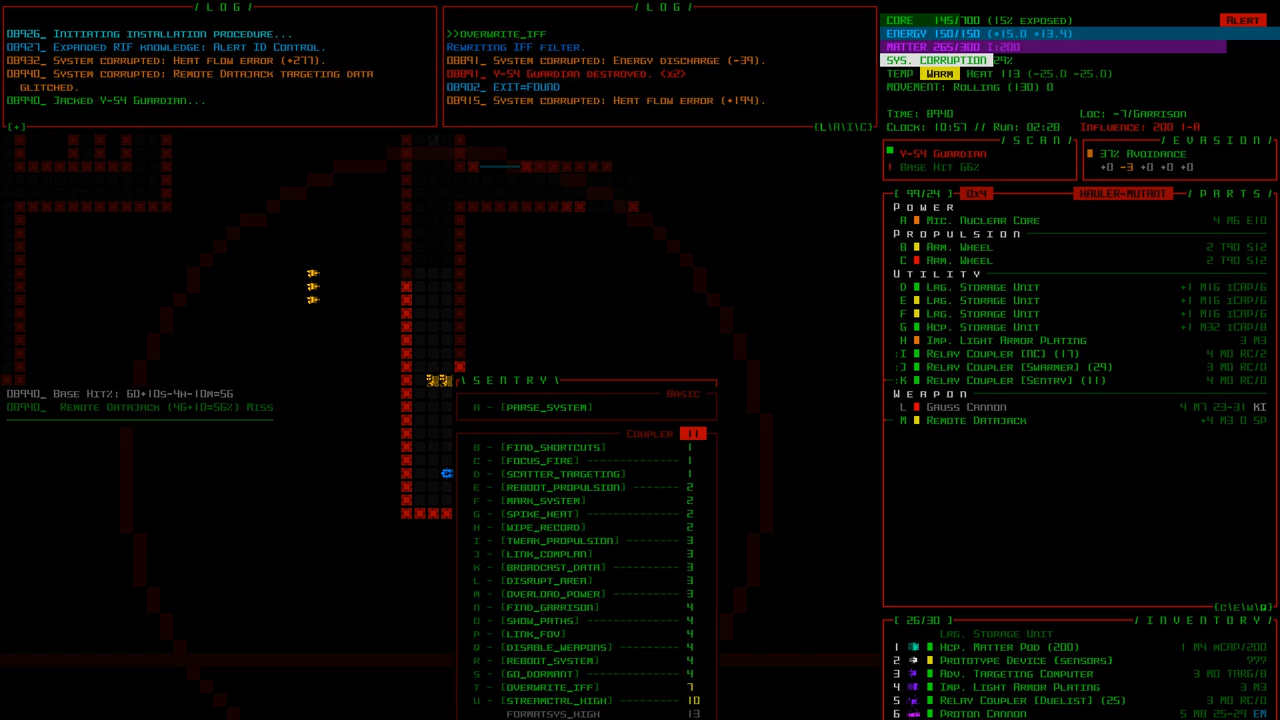 / LOG /
08926_ Initiating installation procedure...
08927_ Expanded RIF knowledge: Alert ID Control.
08932_ System corrupted: Heat flow error (+277).
08940_ System corrupted: Remote Datajack targeting data
glitched.
08940_ Jacked Y-54 Guardian...
[+]
/ LOG /
>>OVERWRITE_IFF
Rewriting IFF filter.
08891_ System corrupted: Energy discharge (-39).
08891_ Y-54 Guardian destroyed. <x2>
08902_ EXIT=FOUND
08915_ System corrupted: Heat flow error (+194).
{L\A\I\C}
CORE 145/700 (15% exposed) Alert
ENERGY 150/150 (+15.0 +13.4)
MATTER 265/300 I:200
SYS. CORRUPTION 29%
TEMP Warm Heat 113 (-25.0 -25.0)
MOVEMENT: Rolling (130) 0
Time: 8940 Loc: -7/Garrison
Clock: 10:57 // Run: 02:28 Influence: 200 1-A
/ SCAN /
Y-54 Guardian
Base Hit 66%
/ EVASION /
37% Avoidance
+0 -3 +0 +0 +0
[ 99/24 ] 0x4 Hauler-Mutant / PARTS /
Power
A Mic. Nuclear Core 4 M6 E10
Propulsion
B Arm. Wheel 2 T90 S12
C Arm. Wheel 2 T90 S12
Utility
D Lrg. Storage Unit +1 M16 iCAP/6
E Lrg. Storage Unit +1 M16 iCAP/6
F Lrg. Storage Unit +1 M16 iCAP/6
G Hcp. Storage Unit +1 M32 iCAP/8
H Imp. Light Armor Plating 3 M3
:I Relay Coupler [NC] (17) 4 M0 RC/2
:J Relay Coupler [Swarmer] (29) 3 M0 RC/2
:K Relay Coupler [Sentry] (11) 4 M0 RC/2
Weapon
L Gauss Cannon 4 M7 23-31 KI
M Remote Datajack +4 M3 0 SP
{C\E\W\Q}
08940_ Base Hit%: 60+10s-4h-10m=56
08940_ Remote Datajack (46+10=56%) Miss
\SENTRY\
Basic
A - [PARSE_SYSTEM]
Coupler 11
B - [FIND_SHORTCUTS] 1
C - [FOCUS_FIRE] 1
D - [SCATTER_TARGETING] 1
E - [REBOOT_PROPULSION] 2
F - [MARK_SYSTEM] 2
G - [SPIKE_HEAT] 2
H - [WIPE_RECORD] 2
I - [TWEAK_PROPULSION] 3
J - [LINK_COMPLAN] 3
K - [BROADCAST_DATA] 3
L - [DISRUPT_AREA] 3
M - [OVERLOAD_POWER] 3
N - [FIND_GARRISON] 4
O - [SHOW_PATHS] 4
P - [LINK_FOV] 4
Q - [DISABLE_WEAPONS] 4
R - [REBOOT_SYSTEM] 4
S - [GO_DORMANT] 4
T - [OVERWRITE_IFF] 7
U - [STREAMCTRL_HIGH] 10
FORMATSYS_HIGH 13
[ 26/30 ] / INVENTORY /
Lrg. Storage Unit
1 Hcp. Matter Pod (200) 1 M4 mCAP/200
2 Prototype Device {sensors} ???
3 Adv. Targeting Computer 3 M0 TARG/8
4 Imp. Light Armor Plating 3 M3
5 Relay Coupler [Duelist] (25) 3 M0 RC/2
6 Proton Cannon 5 M8 25-29 EM